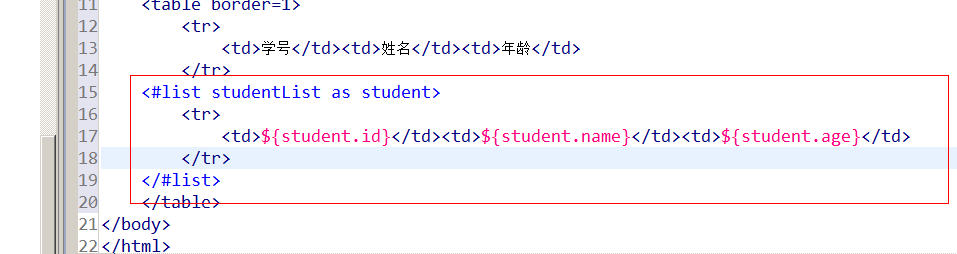 11 <table border=1>
12 <tr>
13 <td>学号</td><td>姓名</td><td>年龄</td>
14 </tr>
15 <#list studentList as student>
16 <tr>
17 <td>${student.id}</td><td>${student.name}</td><td>${student.age}</td>
18 </tr>
19 </#list>
20 </table>
21 </body>
22 </html>